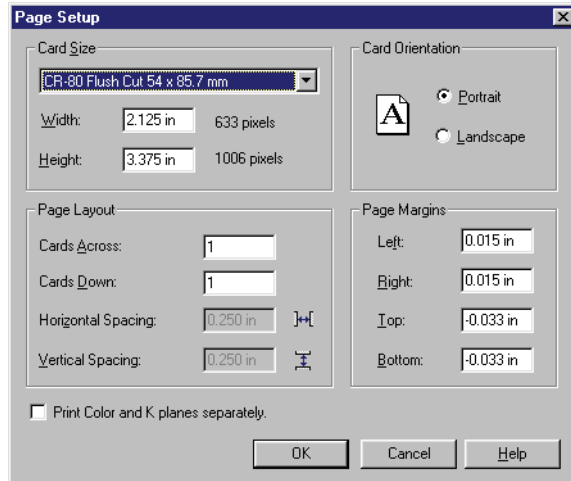 Page Setup
Card Size
CR-80 Flush Cut 54 x 85.7 mm
Width: 2.125 in 633 pixels
Height: 3.375 in 1006 pixels
Card Orientation
A
Portrait
Landscape
Page Layout
Cards Across: 1
Cards Down: 1
Horizontal Spacing: 0.250 in
Vertical Spacing: 0.250 in
Page Margins
Left: 0.015 in
Right: 0.015 in
Top: -0.033 in
Bottom: -0.033 in
Print Color and K planes separately.
OK Cancel Help